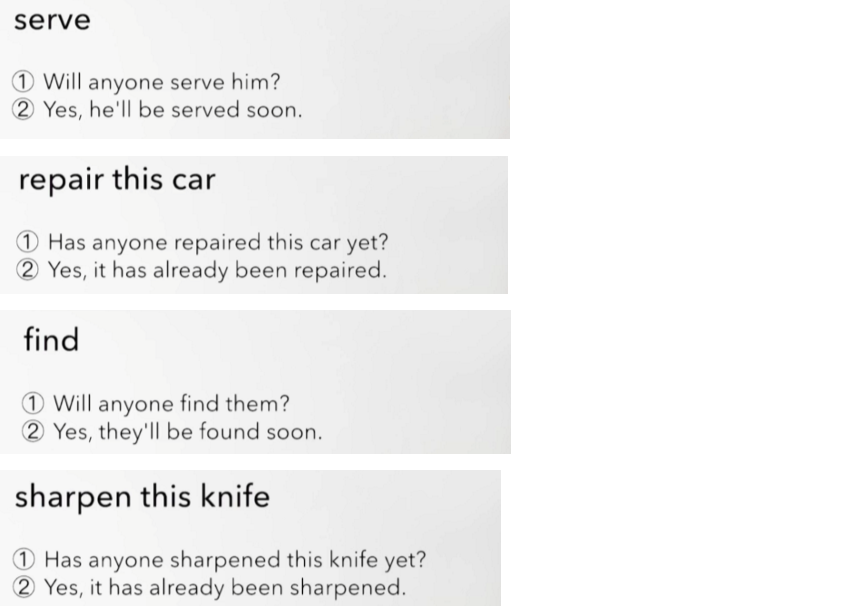 serve
① Will anyone serve him?
② Yes, he'll be served soon.
repair this car
① Has anyone repaired this car yet?
② Yes, it has already been repaired.
find
① Will anyone find them?
② Yes, they'll be found soon.
sharpen this knife
① Has anyone sharpened this knife yet?
② Yes, it has already been sharpened.